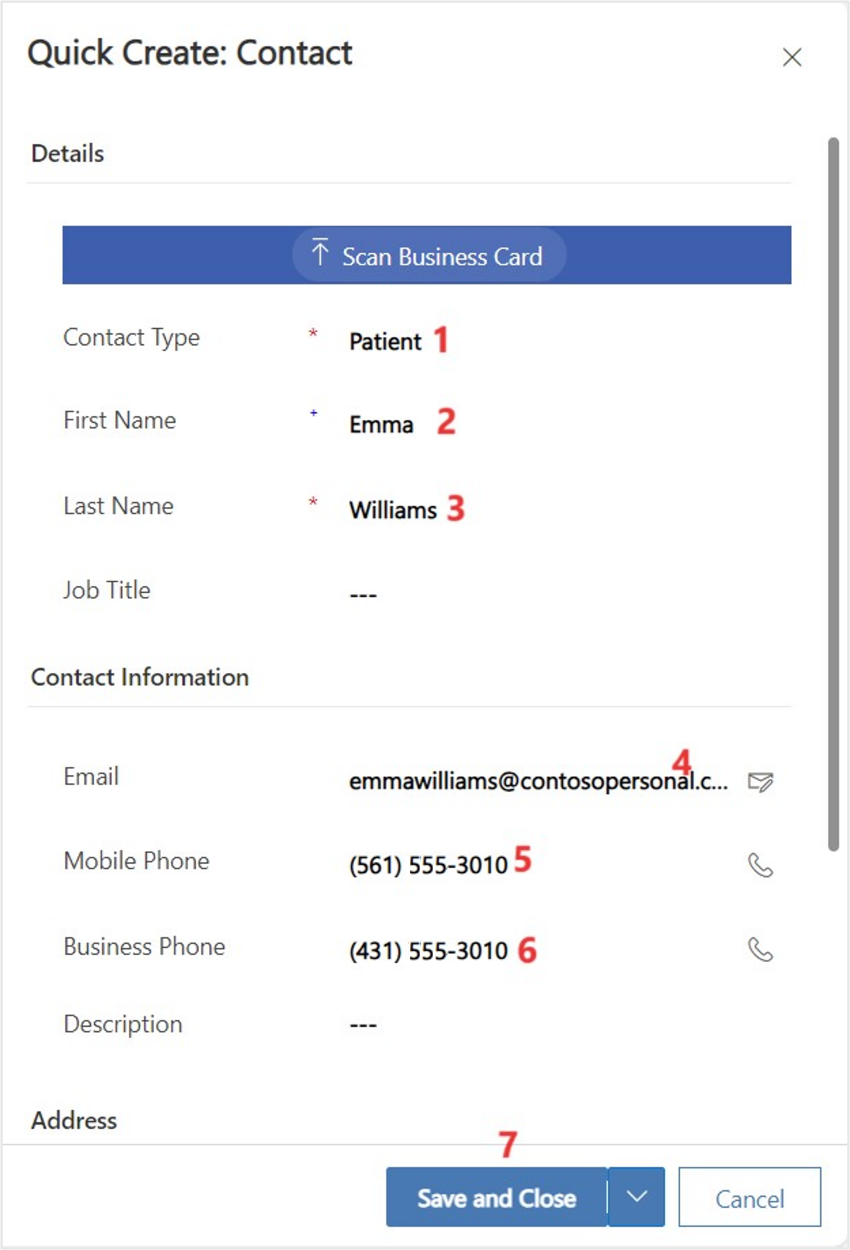 Quick Create: Contact
Details
Scan Business Card
Contact Type * Patient 1
First Name + Emma 2
Last Name * Williams 3
Job Title ---
Contact Information
4
Email emmawilliams@contosopersonal.c...
Mobile Phone (561) 555-3010 5
Business Phone (431) 555-3010 6
Description ---
Address
7
Save and Close Cancel